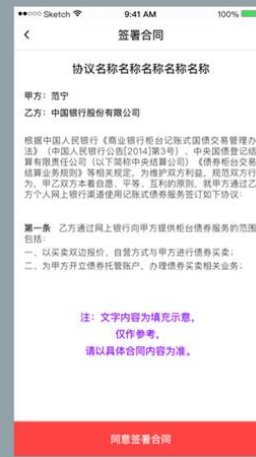 Sketch 9:41 AM 100%
签署合同
协议名称名称名称名称名称
甲方：范宁
乙方：中国银行股份有限公司
根据中国人民银行《商业银行柜台记账式国债交易管理办
法》（中国人民银行公告[2014]第3号）、中央国债登记结
算有限责任公司（以下简称中央结算公司）《债券柜台交易
结算业务规则》等相关规定，为维护双方利益，规范双方行
为，甲乙双方本着自愿、平等、互利的原则，就甲方通过乙
方个人网上银行渠道使用记账式债券服务签订如下协议：
第一条 乙方通过网上银行向甲方提供柜台债券服务的范围
包括：
一、以买卖双边报价、自营方式与甲方进行债券买卖；
二、为甲方开立债券托管账户、办理债券买卖相关业务；
注：文字内容为填充示意，
仅作参考，
请以具体合同内容为准。
同意签署合同